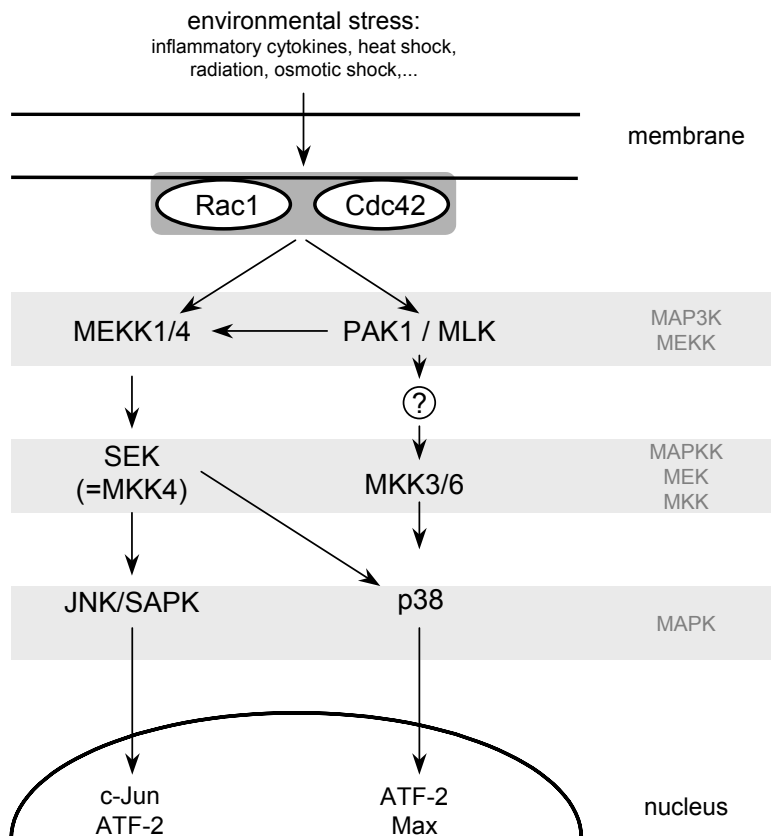 environmental stress:
inflammatory cytokines, heat shock,
radiation, osmotic shock,...
membrane
Rac1
Cdc42
MEKK1/4
PAK1 / MLK
MAP3K
MEKK
?
SEK
(=MKK4)
MKK3/6
MAPKK
MEK
MKK
JNK/SAPK
p38
MAPK
c-Jun
ATF-2
ATF-2
Max
nucleus